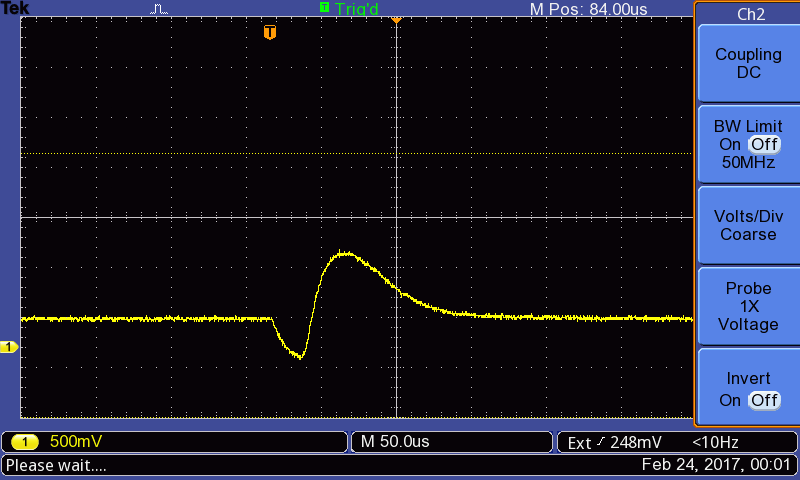 Tek
T Trig'd
M Pos: 84.00us
T
1
Ch2
Coupling
DC
BW Limit
On Off
50MHz
Volts/Div
Coarse
Probe
1X
Voltage
Invert
On Off
1 500mV
M 50.0us
Ext 248mV <10Hz
Please wait....
Feb 24, 2017, 00:01